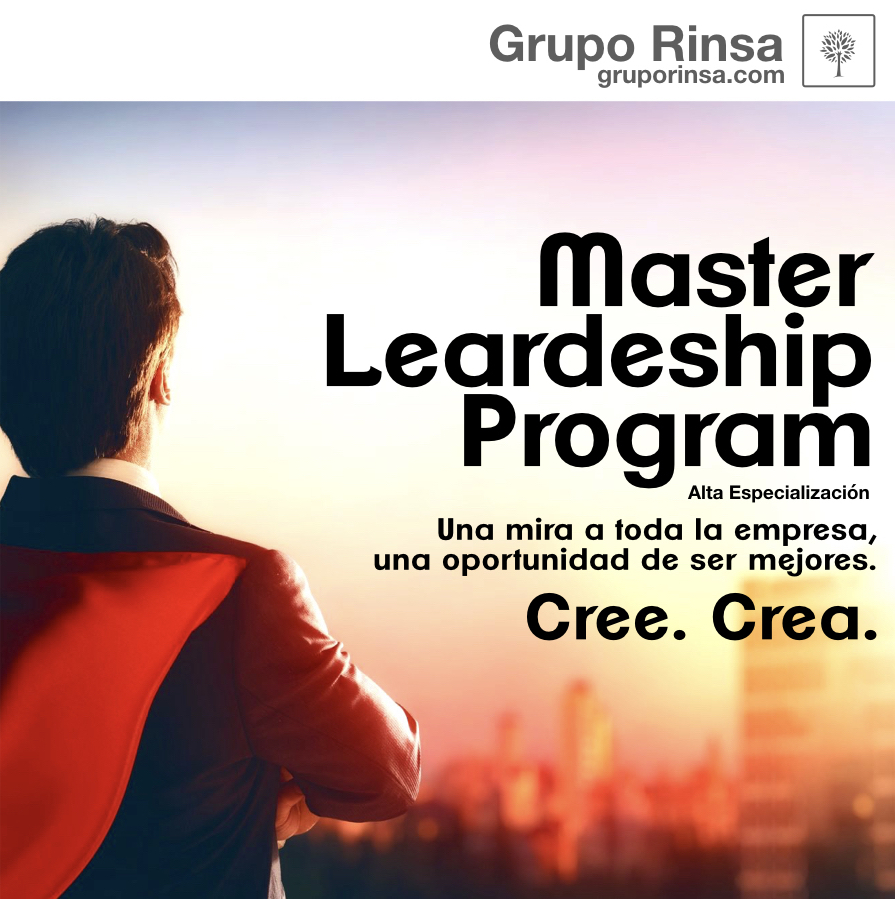 Grupo Rinsa
gruporinsa.com
Master
Leardeship
Program
Alta Especialización
Una mira a toda la empresa,
una oportunidad de ser mejores.
Cree. Crea.